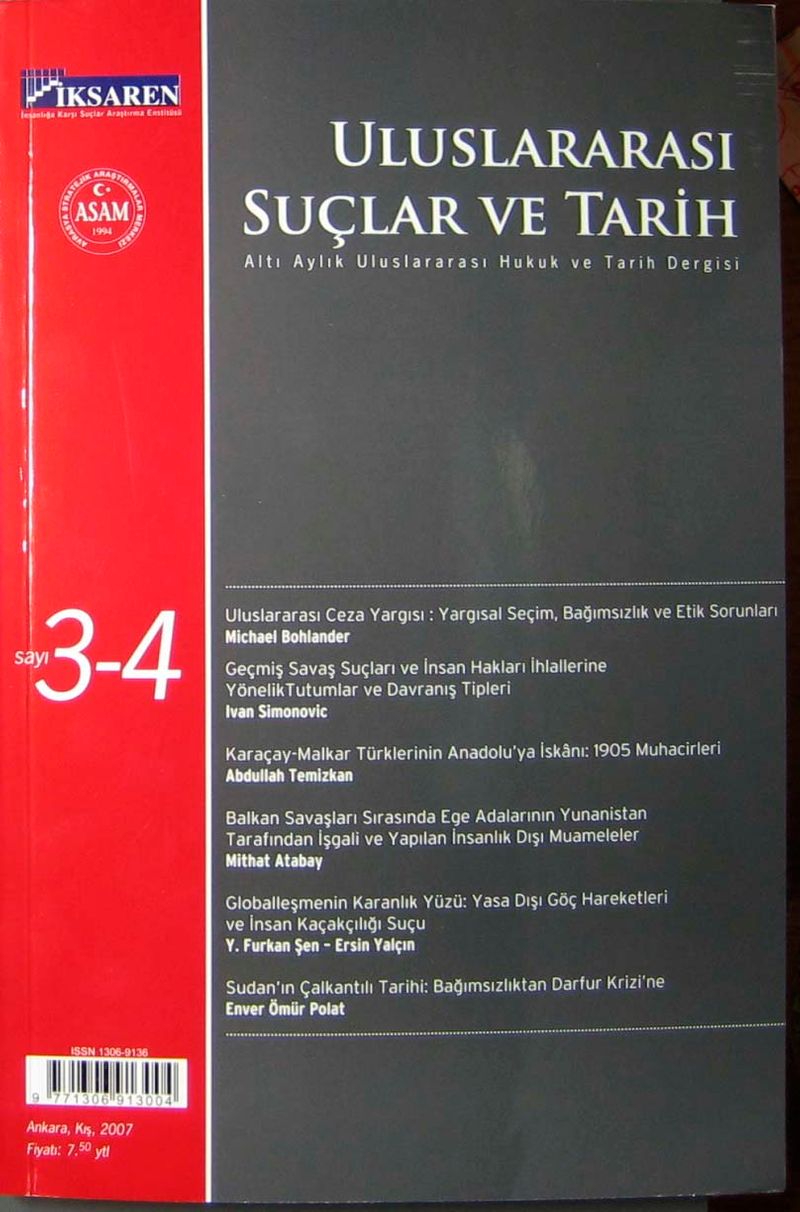 İKSAREN
İnsanlığa Karşı Suçlar Araştırma Enstitüsü
AVRASYA STRATEJİK ARAŞTIRMALAR MERKEZİ
ASAM
1994
ULUSLARARASI
SUÇLAR VE TARİH
Altı Aylık Uluslararası Hukuk ve Tarih Dergisi
sayı 3-4
Uluslararası Ceza Yargısı : Yargısal Seçim, Bağımsızlık ve Etik Sorunları
Michael Bohlander
Geçmiş Savaş Suçları ve İnsan Hakları İhlallerine
YönelikTutumlar ve Davranış Tipleri
Ivan Simonovic
Karaçay-Malkar Türklerinin Anadolu'ya İskânı: 1905 Muhacirleri
Abdullah Temizkan
Balkan Savaşları Sırasında Ege Adalarının Yunanistan
Tarafından İşgali ve Yapılan İnsanlık Dışı Muameleler
Mithat Atabay
Globalleşmenin Karanlık Yüzü: Yasa Dışı Göç Hareketleri
ve İnsan Kaçakçılığı Suçu
Y. Furkan Şen – Ersin Yalçın
Sudan'ın Çalkantılı Tarihi: Bağımsızlıktan Darfur Krizi'ne
Enver Ömür Polat
ISSN 1306-9136
9 771306 913004
Ankara, Kış, 2007
Fiyatı: 7.50 ytl